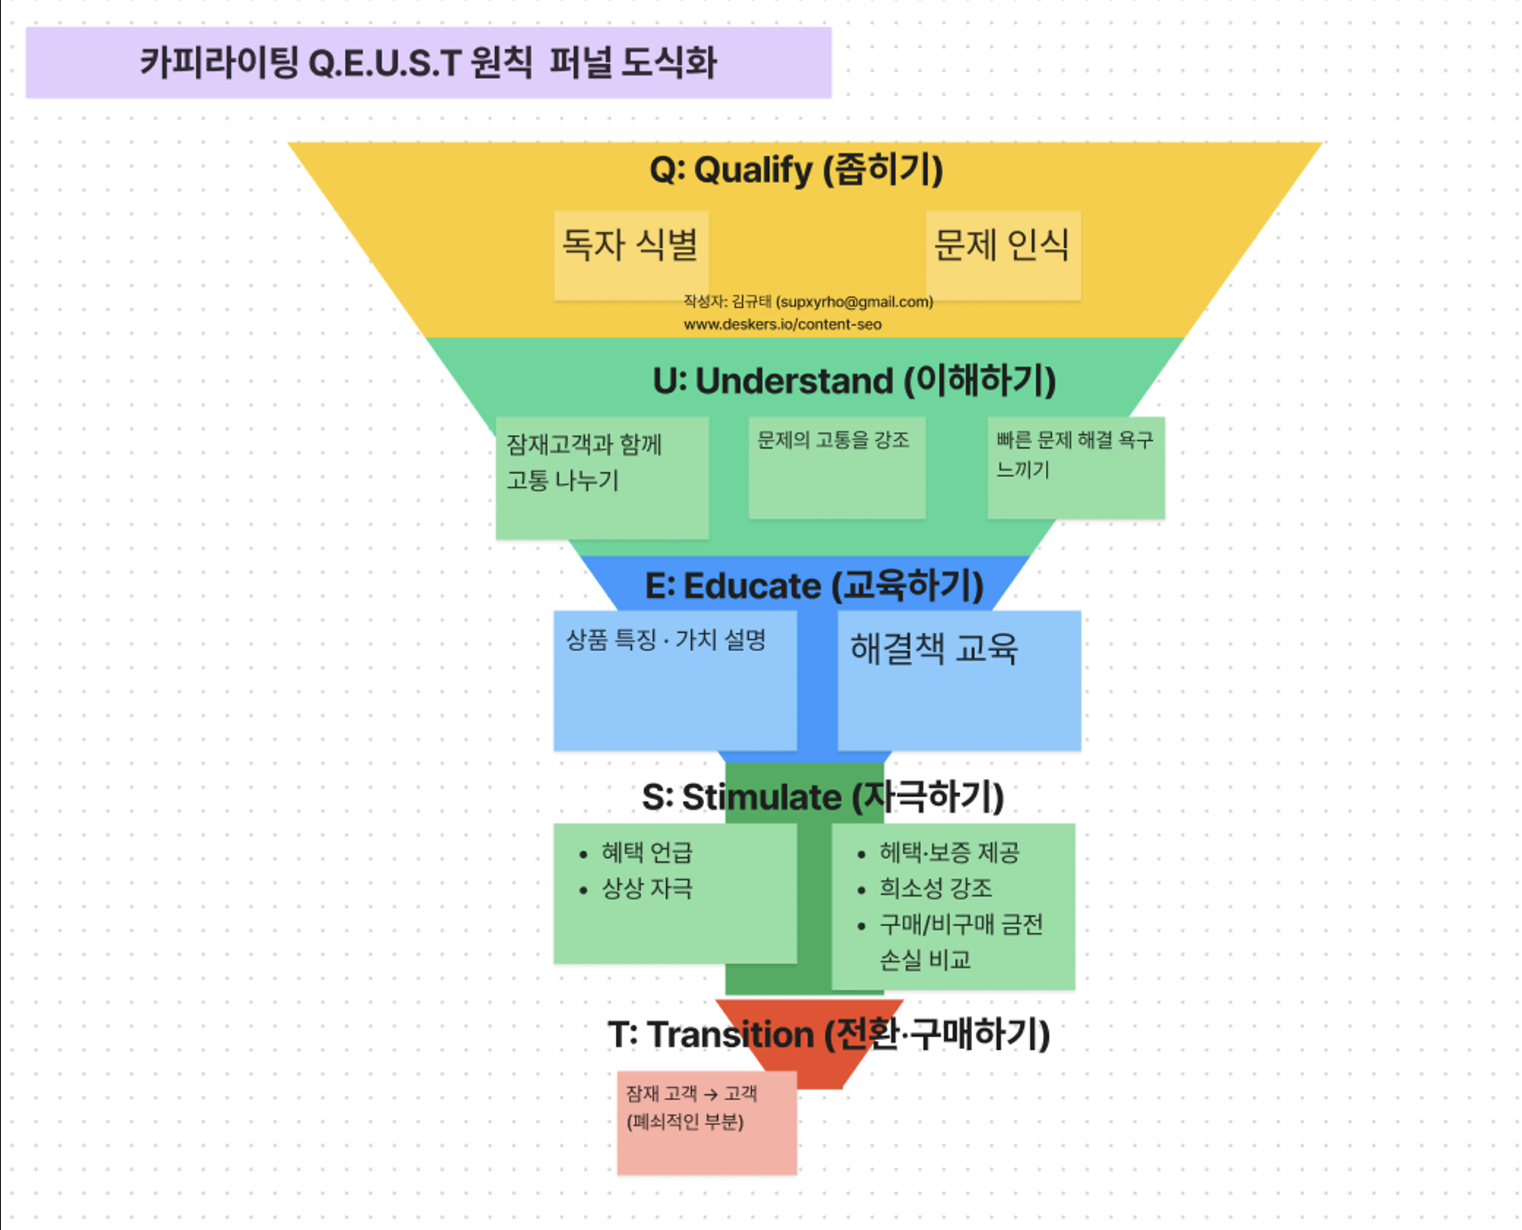 카피라이팅 Q.E.U.S.T 원칙 퍼널 도식화
Q: Qualify (좁히기)
독자 식별
문제 인식
작성자: 김규태 (supxyrho@gmail.com)
www.deskers.io/content-seo
U: Understand (이해하기)
잠재고객과 함께
고통 나누기
문제의 고통을 강조
빠른 문제 해결 욕구
느끼기
E: Educate (교육하기)
상품 특징 · 가치 설명
해결책 교육
S: Stimulate (자극하기)
• 혜택 언급
• 상상 자극
• 헤택·보증 제공
• 희소성 강조
• 구매/비구매 금전
손실 비교
T: Transition (전환·구매하기)
잠재 고객 → 고객
(폐쇠적인 부분)